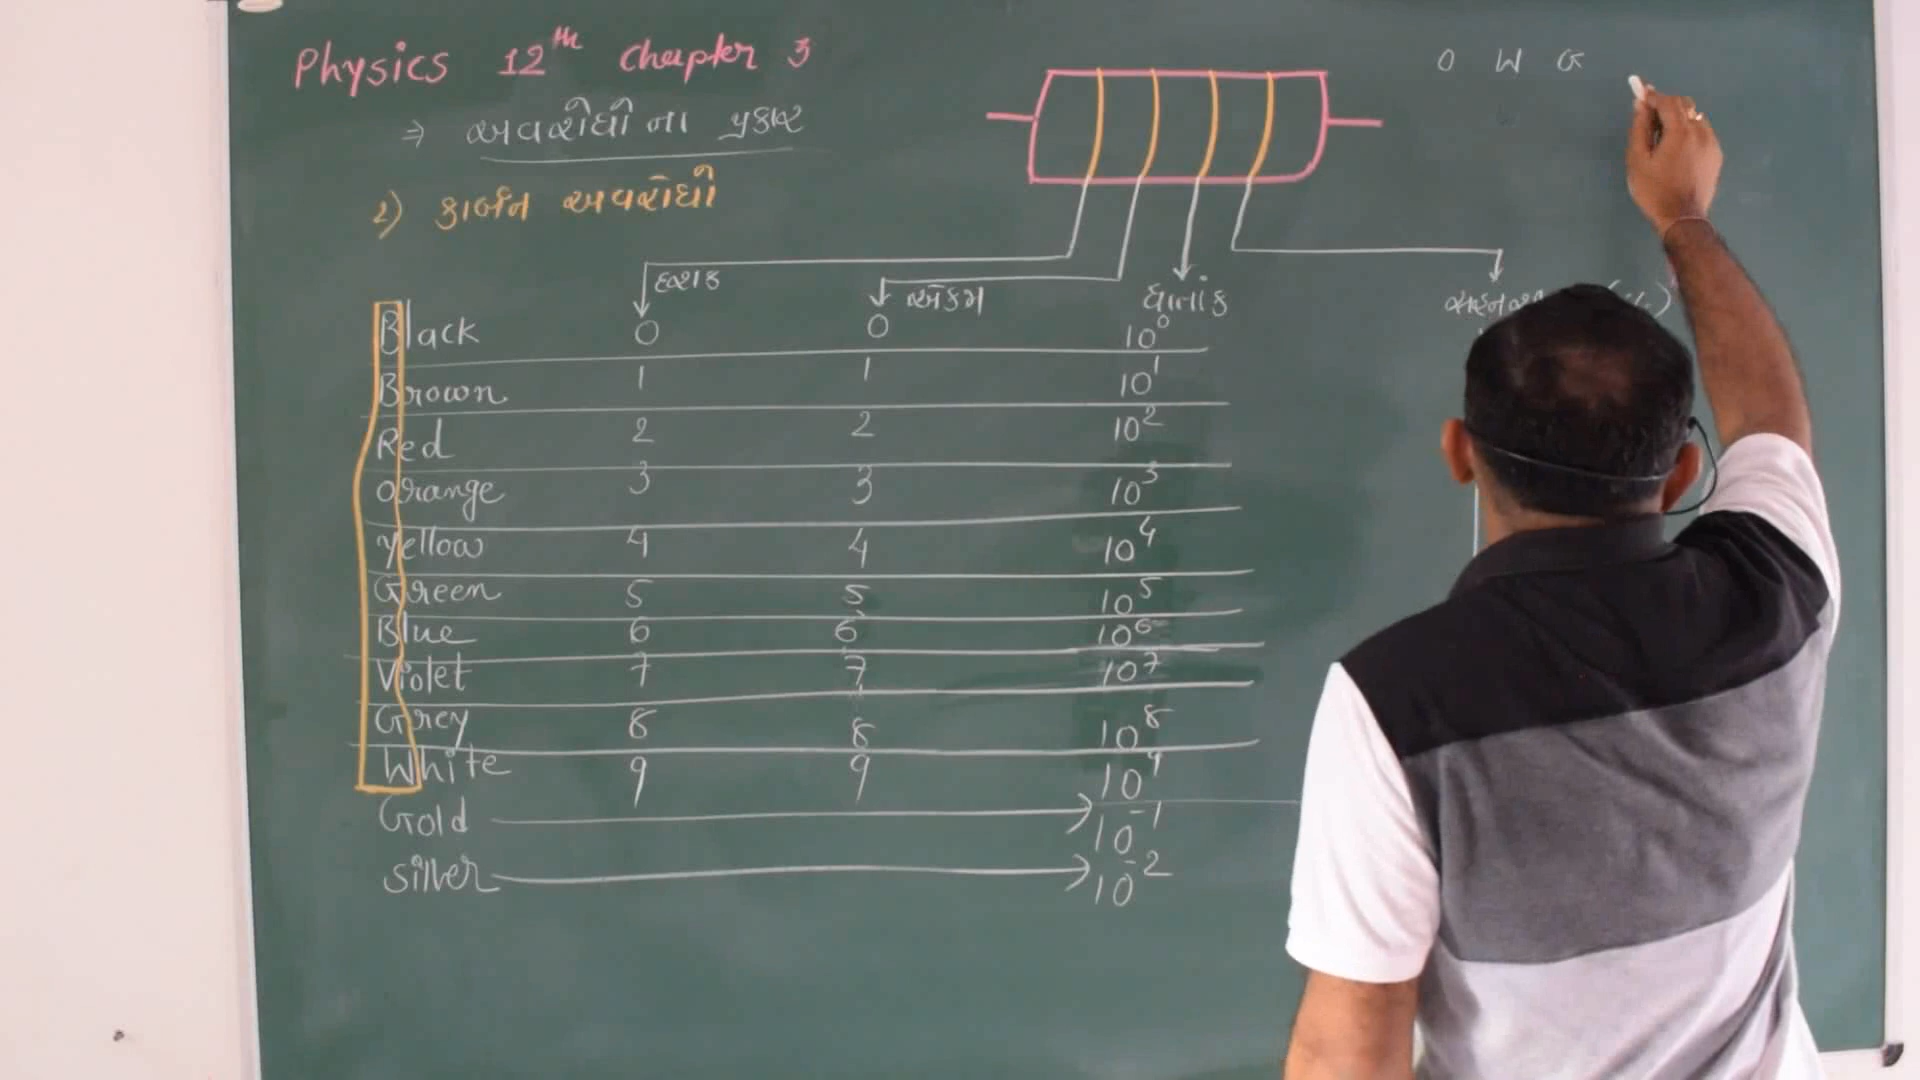 Physics 12th Chapter 3
⇒ અવરોધીના પ્રકાર
૨) કાર્બન અવરોધી
O W G
દશક એકમ ઘાતાંક
Black 0 0 10⁰
Brown 1 1 10¹
Red 2 2 10²
Orange 3 3 10³
Yellow 4 4 10⁴
Green 5 5 10⁵
Blue 6 6 10⁶
Violet 7 7 10⁷
Grey 8 8 10⁸
White 9 9 10⁹
Gold 10⁻¹
Silver 10⁻²